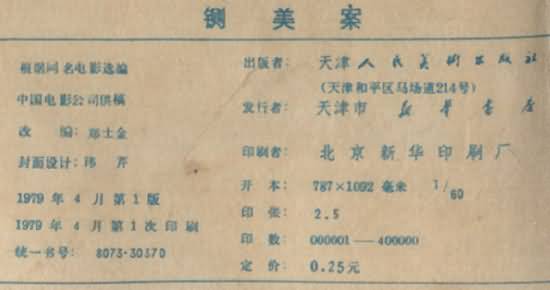 铡美案
根据同名电影选编
中国电影公司供稿
改 编：郑士金
封面设计：玮 芹
1979 年 4 月 第 1 版
1979 年 4 月 第 1 次 印 刷
统一书号：8073·30370
出版者：天津人民美术出版社
(天津和平区马场道214号)
发行者：天津市新华书店
印刷者：北京新华印刷厂
开 本：787×1092 毫米 1/60
印 张：2.5
印 数：000001—400000
定 价：0.25元